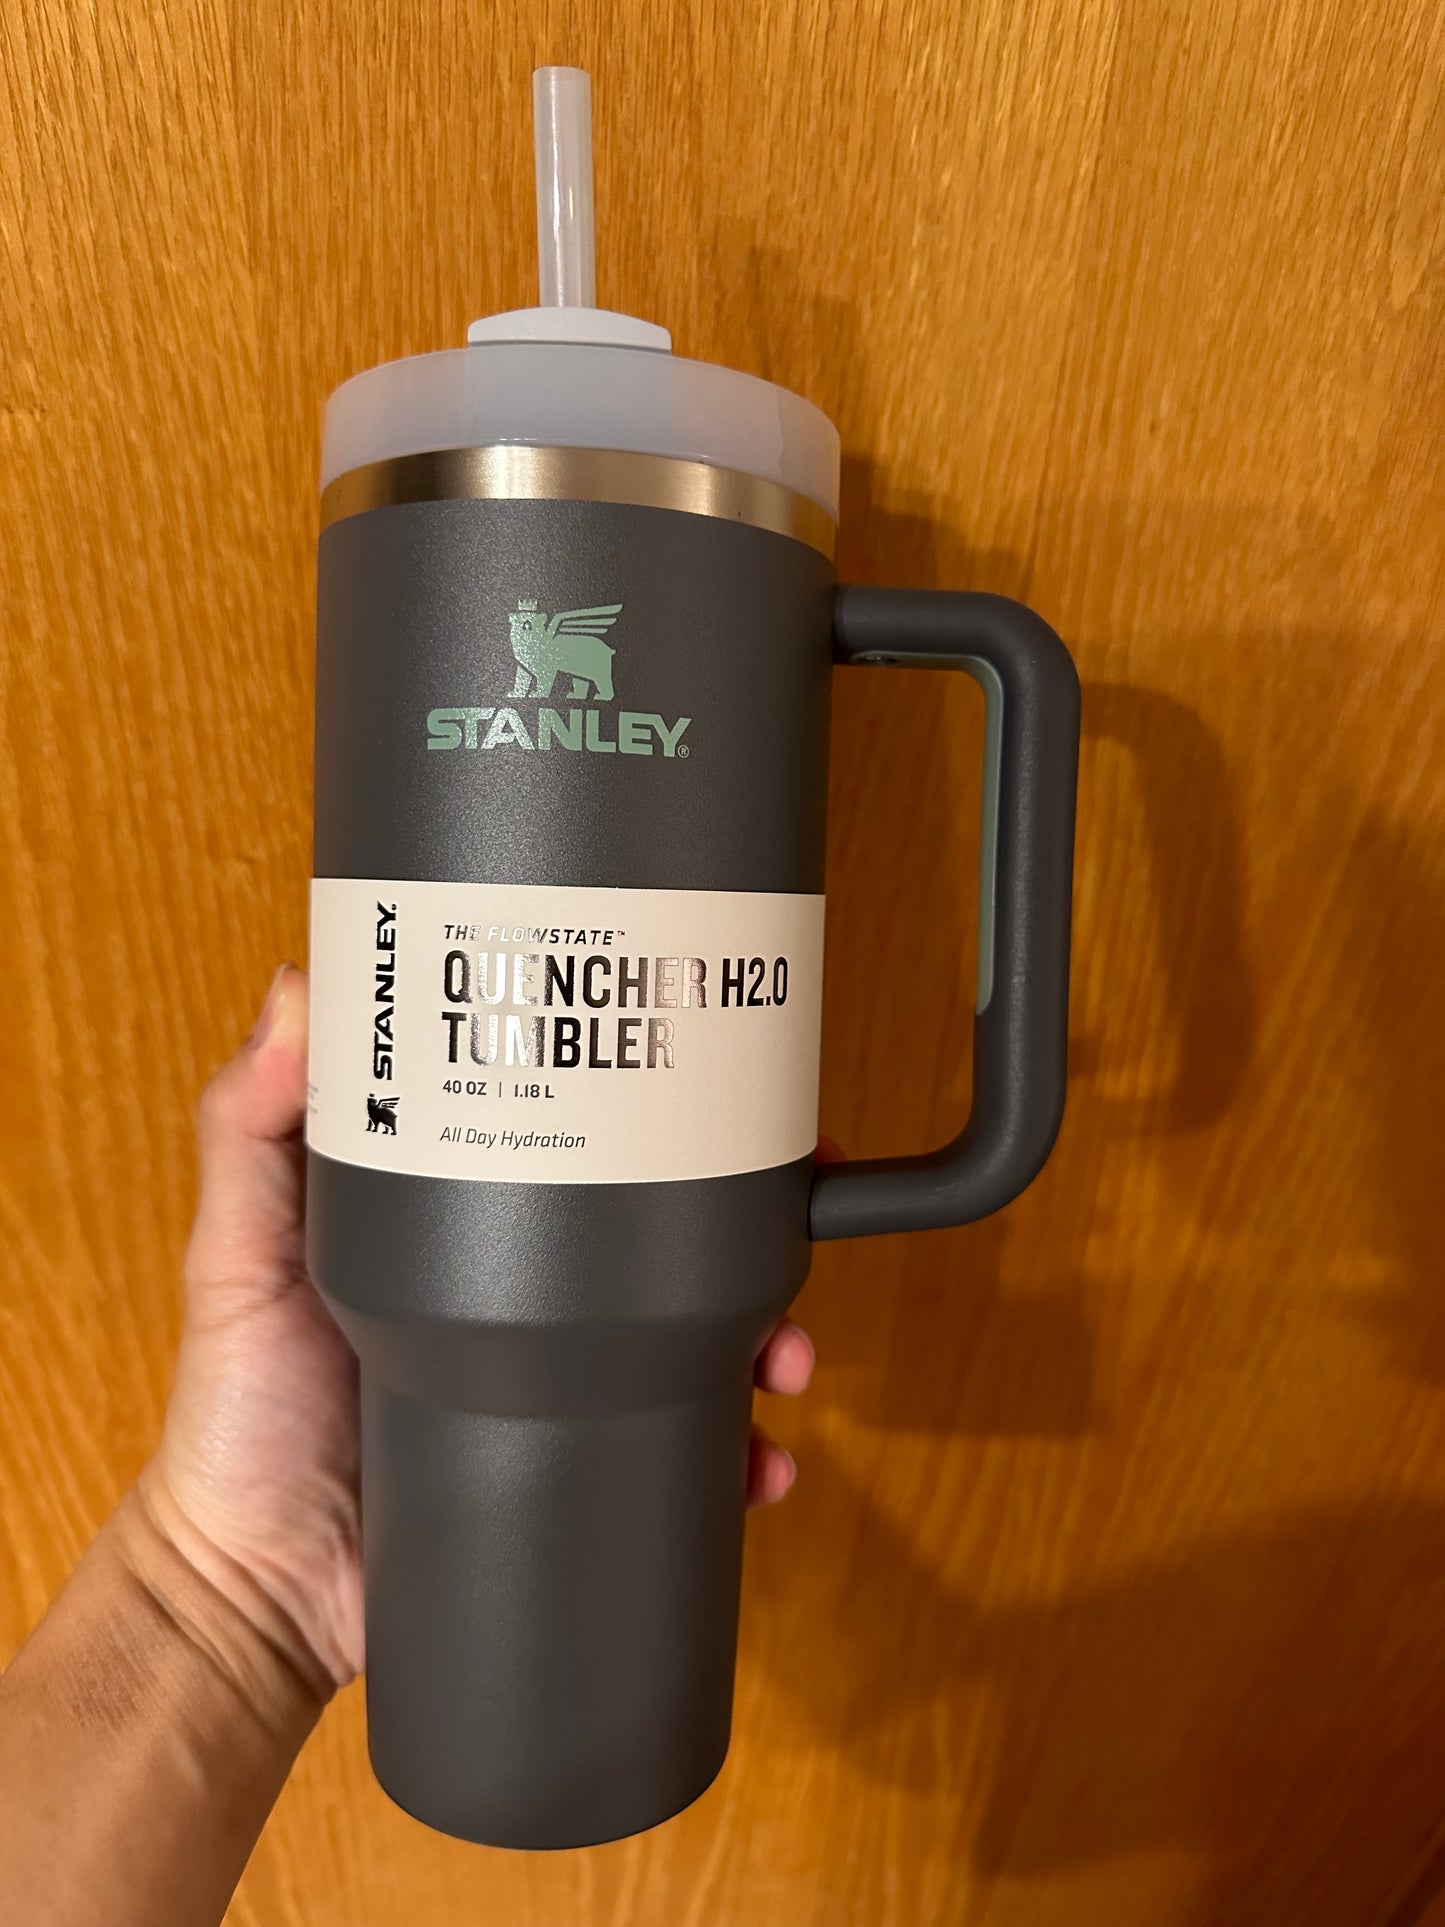 STANLEY®
STANLEY®
THE FLOWSTATE™
QUENCHER H2.0
TUMBLER
40 OZ | 1.18 L
All Day Hydration